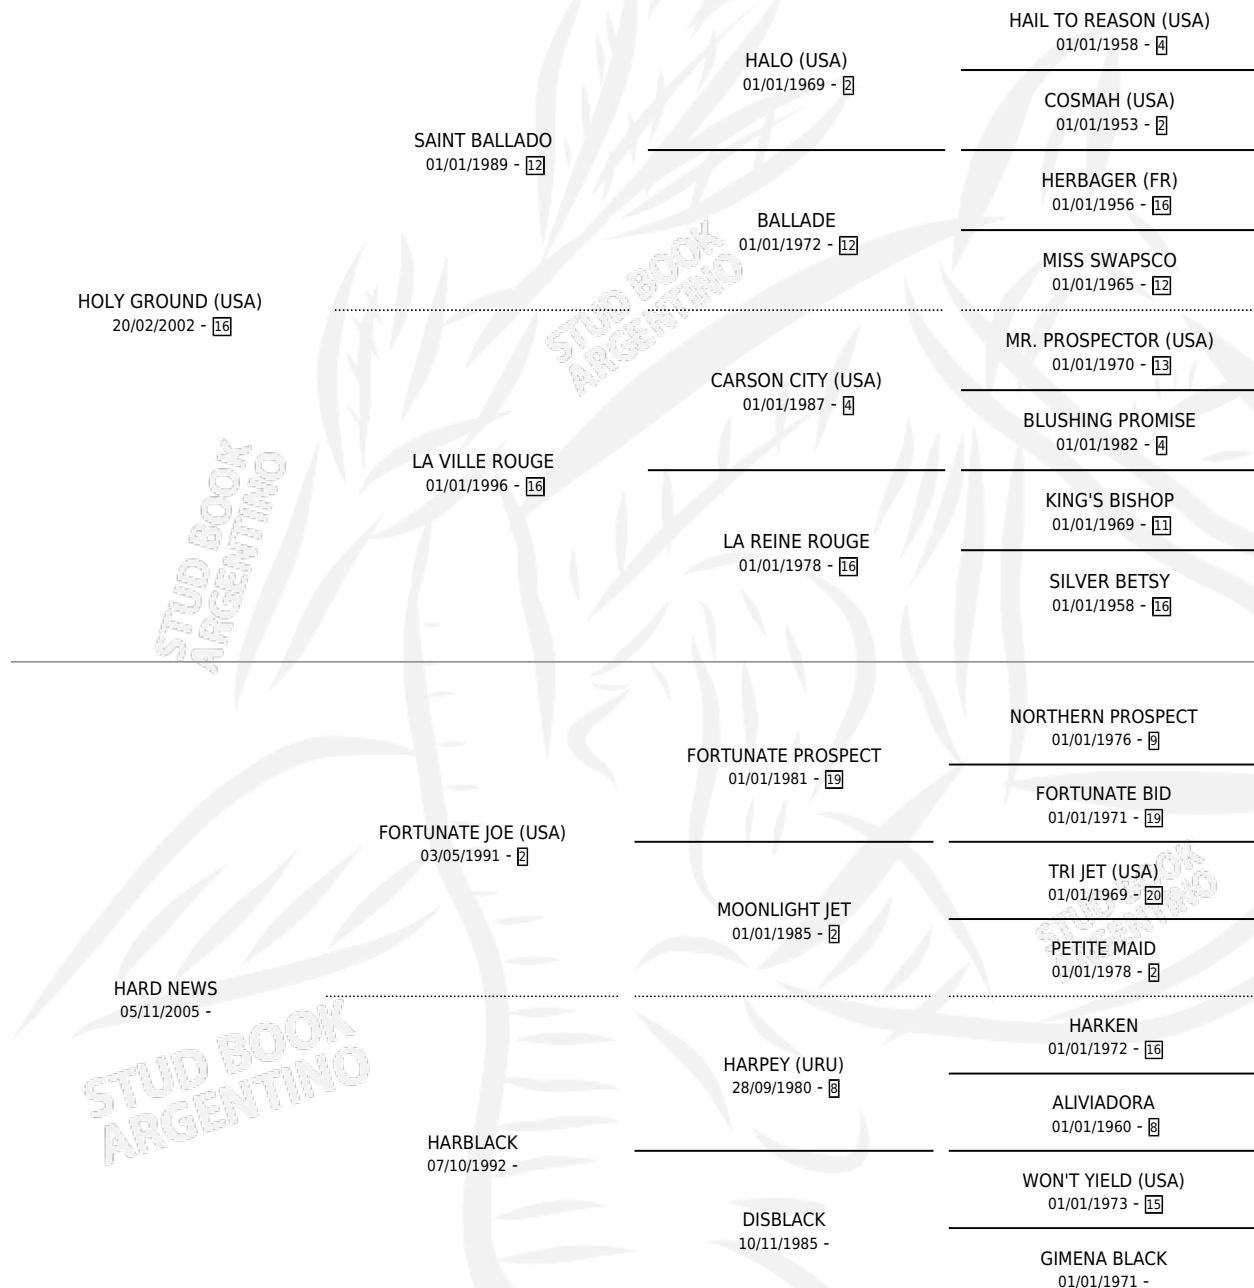 HAIL TO REASON (USA)
01/01/1958 - 4
HALO (USA)
01/01/1969 - 2
COSMAH (USA)
01/01/1953 - 2
SAINT BALLADO
01/01/1989 - 12
HERBAGER (FR)
01/01/1956 - 16
BALLADE
01/01/1972 - 12
MISS SWAPSCO
01/01/1965 - 12
HOLY GROUND (USA)
20/02/2002 - 16
STUD BOOK
ARGENTINO
MR. PROSPECTOR (USA)
01/01/1970 - 13
CARSON CITY (USA)
01/01/1987 - 4
BLUSHING PROMISE
01/01/1982 - 4
LA VILLE ROUGE
01/01/1996 - 16
KING'S BISHOP
01/01/1969 - 11
LA REINE ROUGE
01/01/1978 - 16
SILVER BETSY
01/01/1958 - 16
STUD BOOK
ARGENTINO
NORTHERN PROSPECT
01/01/1976 - 9
FORTUNATE PROSPECT
01/01/1981 - 19
FORTUNATE BID
01/01/1971 - 19
FORTUNATE JOE (USA)
03/05/1991 - 2
TRI JET (USA)
01/01/1969 - 20
MOONLIGHT JET
01/01/1985 - 2
STUD BOOK
ARGENTINO
PETITE MAID
01/01/1978 - 2
HARD NEWS
05/11/2005 -
HARKEN
01/01/1972 - 16
HARPEY (URU)
28/09/1980 - 8
ALIVIADORA
01/01/1960 - 8
STUD BOOK
ARGENTINO
HARBLACK
07/10/1992 -
WON'T YIELD (USA)
01/01/1973 - 15
DISBLACK
10/11/1985 -
GIMENA BLACK
01/01/1971 -